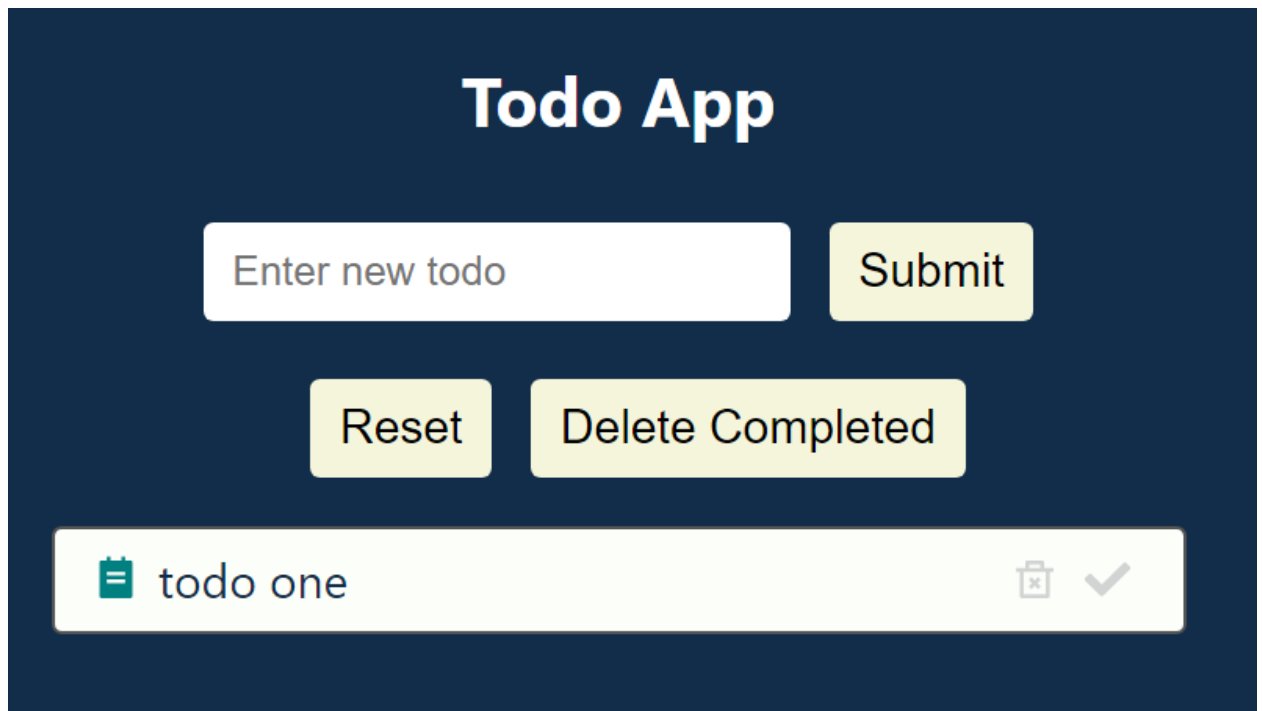 Todo App
Enter new todo
Submit
Reset
Delete Completed
todo one